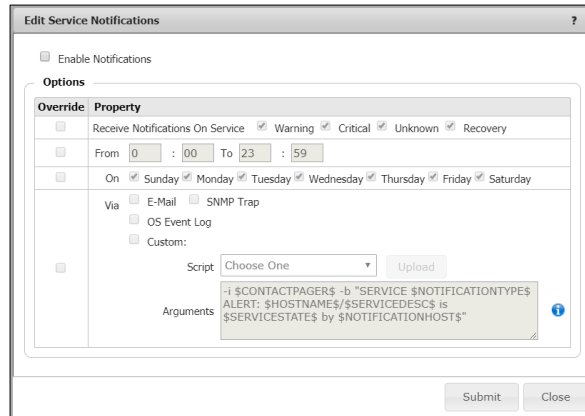 Edit Service Notifications ?
Enable Notifications
Options
Override Property
Receive Notifications On Service Warning Critical Unknown Recovery
From 0 : 00 To 23 : 59
On Sunday Monday Tuesday Wednesday Thursday Friday Saturday
Via E-Mail SNMP Trap
OS Event Log
Custom:
Script Choose One Upload
-i $CONTACTPAGER$ -b "SERVICE $NOTIFICATIONTYPE$
ALERT: $HOSTNAME$/$SERVICEDESC$ is
Arguments $SERVICESTATE$ by $NOTIFICATIONHOST$"
Submit Close